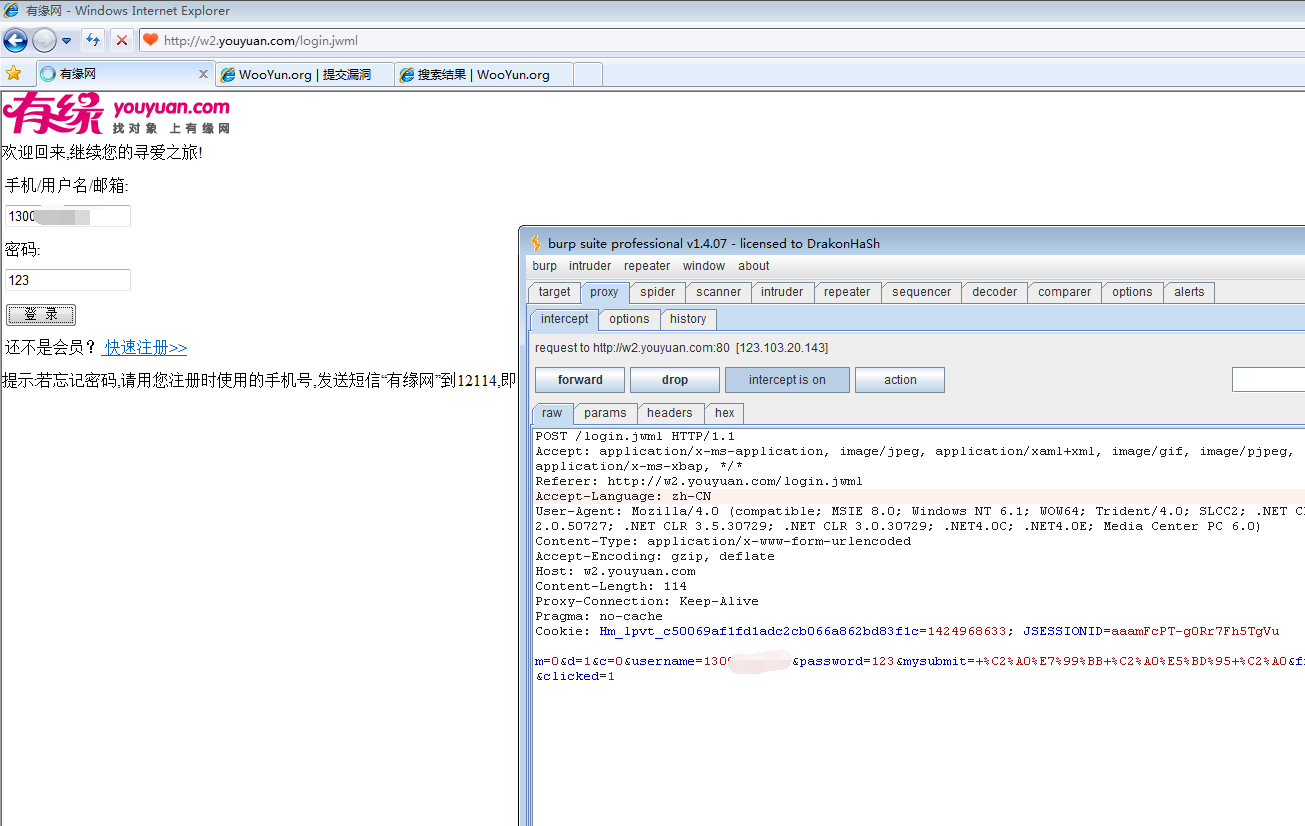 有缘网 - Windows Internet Explorer
http://w2.youyuan.com/login.jwml
有缘网
WooYun.org | 提交漏洞
搜索结果 | WooYun.org
有缘 youyuan.com
找对象 上有缘网
欢迎回来,继续您的寻爱之旅!
手机/用户名/邮箱:
1300
密码:
123
登 录
还不是会员？ 快速注册>>
提示:若忘记密码,请用您注册时使用的手机号,发送短信“有缘网”到12114,即
burp suite professional v1.4.07 - licensed to DrakonHaSh
burp intruder repeater window about
target proxy spider scanner intruder repeater sequencer decoder comparer options alerts
intercept options history
request to http://w2.youyuan.com:80 [123.103.20.143]
forward drop intercept is on action
raw params headers hex
POST /login.jwml HTTP/1.1
Accept: application/x-ms-application, image/jpeg, application/xaml+xml, image/gif, image/pjpeg,
application/x-ms-xbap, */*
Referer: http://w2.youyuan.com/login.jwml
Accept-Language: zh-CN
User-Agent: Mozilla/4.0 (compatible; MSIE 8.0; Windows NT 6.1; WOW64; Trident/4.0; SLCC2; .NET C
2.0.50727; .NET CLR 3.5.30729; .NET CLR 3.0.30729; .NET4.0C; .NET4.0E; Media Center PC 6.0)
Content-Type: application/x-www-form-urlencoded
Accept-Encoding: gzip, deflate
Host: w2.youyuan.com
Content-Length: 114
Proxy-Connection: Keep-Alive
Pragma: no-cache
Cookie: Hm_lpvt_c50069af1fd1adc2cb066a862bd83f1c=1424968633; JSESSIONID=aaamFcPT-g0Rr7Fh5TgVu
m=0&d=1&c=0&username=130 &password=123&mysubmit=+%C2%A0%E7%99%BB+%C2%A0%E5%BD%95+%C2%A0&f
&clicked=1